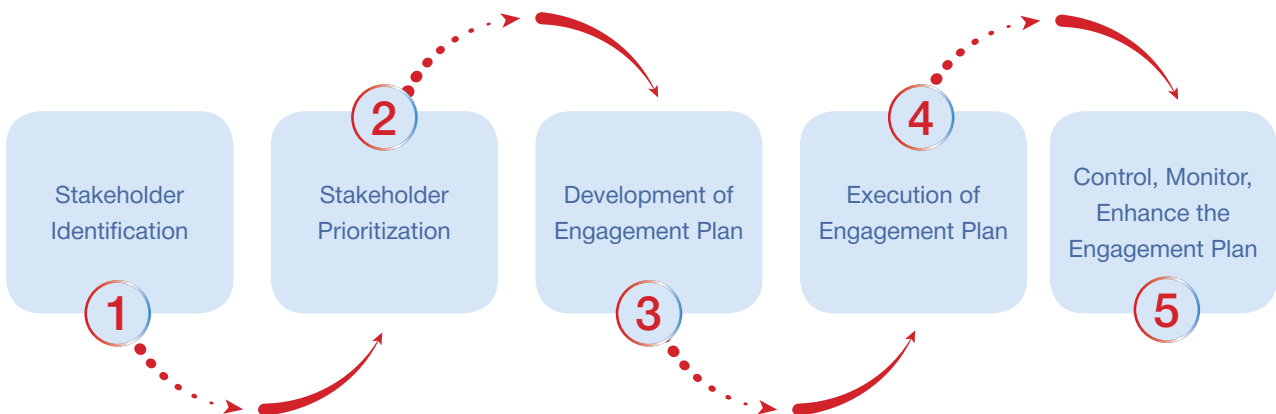 Stakeholder
Identification
1
2
Stakeholder
Prioritization
Development of
Engagement Plan
3
4
Execution of
Engagement Plan
Control, Monitor,
Enhance the
Engagement Plan
5